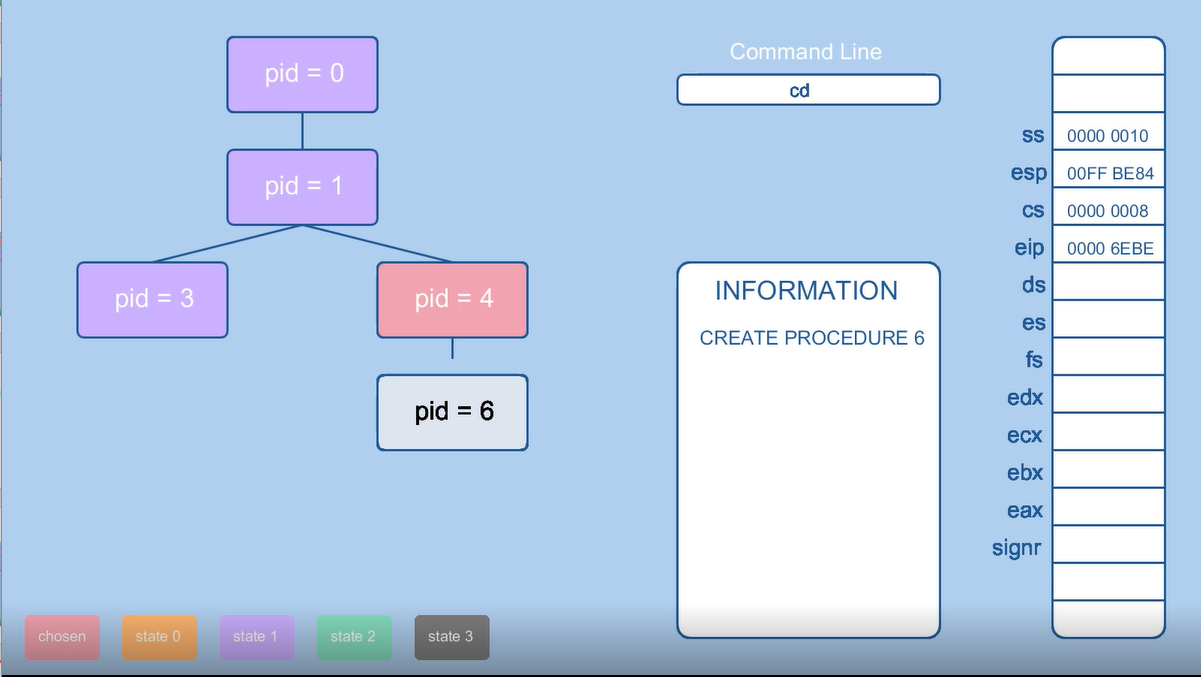 pid = 0
pid = 1
pid = 3
pid = 4
pid = 6
Command Line
cd
INFORMATION
CREATE PROCEDURE 6
ss 0000 0010
esp 00FF BE84
cs 0000 0008
eip 0000 6EBE
ds
es
fs
edx
ecx
ebx
eax
signr
chosen
state 0
state 1
state 2
state 3